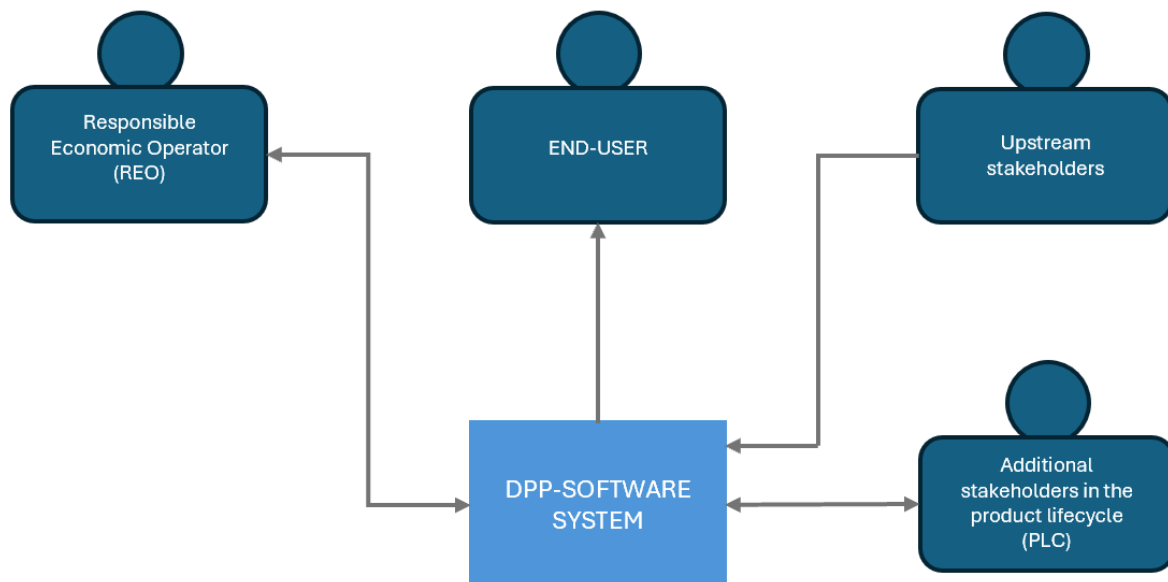 Responsible
Economic Operator
(REO)
END-USER
Upstream
stakeholders
DPP-SOFTWARE
SYSTEM
Additional
stakeholders in the
product lifecycle
(PLC)